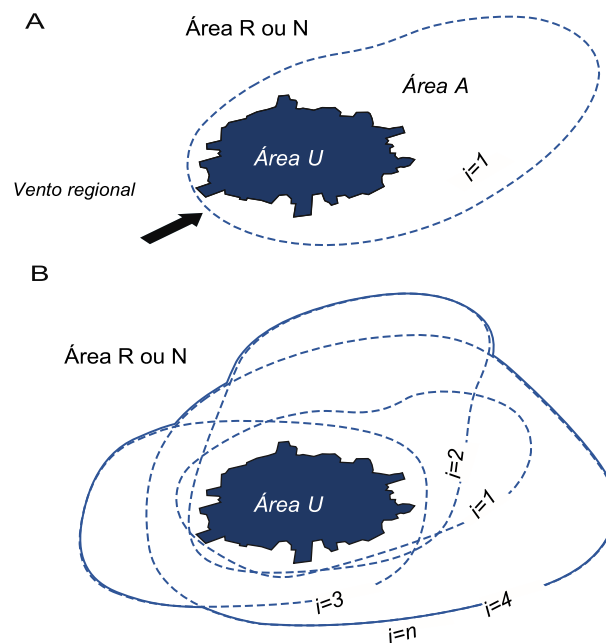 A
Área R ou N
Área A
Área U
i=1
Vento regional
B
Área R ou N
i=2
Área U
i=1
i=3
i=4
i=n